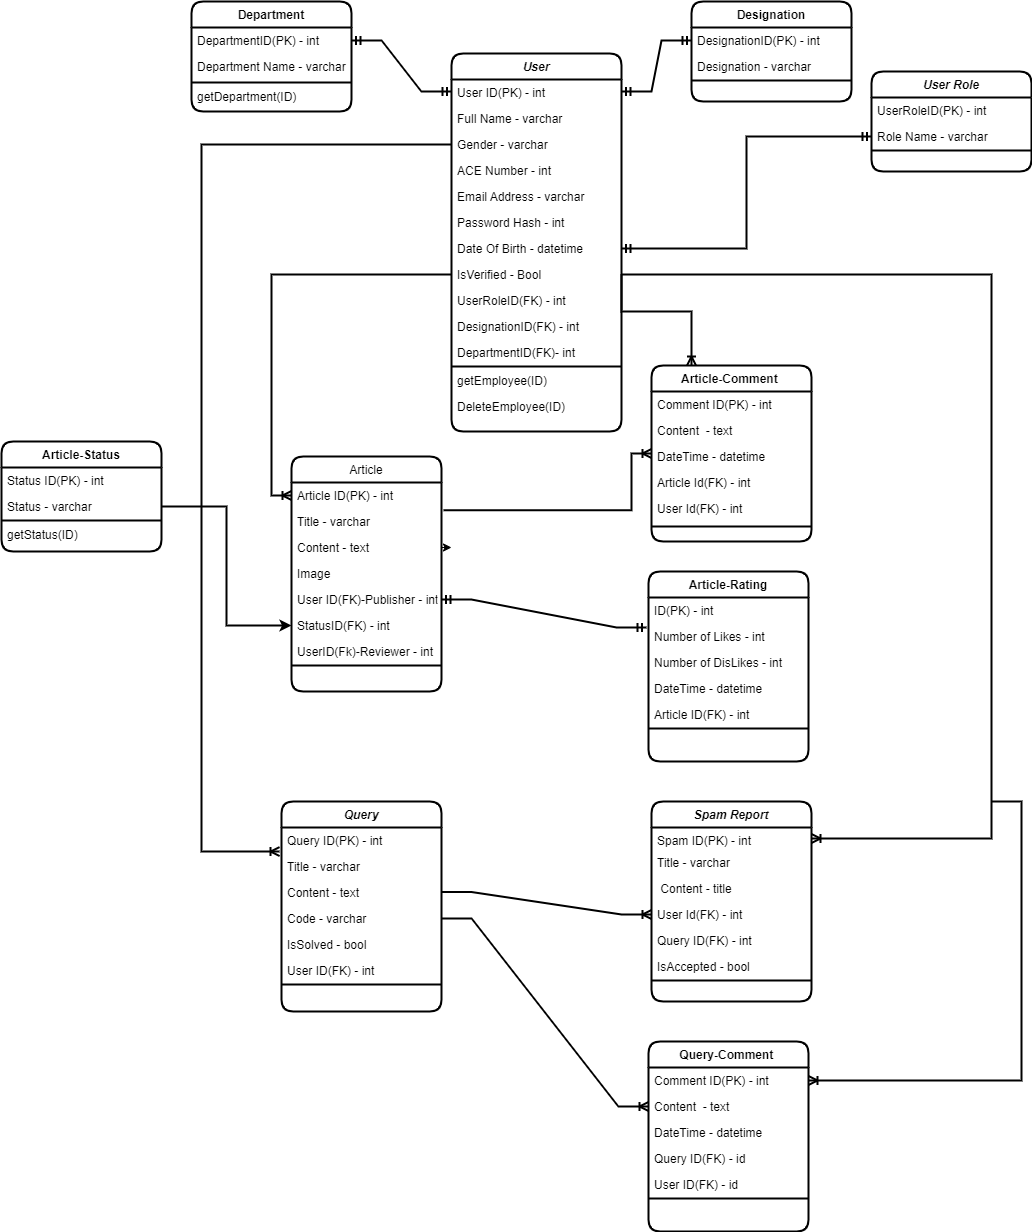 Department
DepartmentID(PK) - int
Department Name - varchar
getDepartment(ID)
Designation
DesignationID(PK) - int
Designation - varchar
User Role
UserRoleID(PK) - int
Role Name - varchar
User
User ID(PK) - int
Full Name - varchar
Gender - varchar
ACE Number - int
Email Address - varchar
Password Hash - int
Date Of Birth - datetime
IsVerified - Bool
UserRoleID(FK) - int
DesignationID(FK) - int
DepartmentID(FK)- int
getEmployee(ID)
DeleteEmployee(ID)
Article-Comment
Comment ID(PK) - int
Content  - text
DateTime - datetime
Article Id(FK) - int
User Id(FK) - int
Article-Status
Status ID(PK) - int
Status - varchar
getStatus(ID)
Article
Article ID(PK) - int
Title - varchar
Content - text
Image
User ID(FK)-Publisher - int
StatusID(FK) - int
UserID(Fk)-Reviewer - int
Article-Rating
ID(PK) - int
Number of Likes - int
Number of DisLikes - int
DateTime - datetime
Article ID(FK) - int
Query
Query ID(PK) - int
Title - varchar
Content - text
Code - varchar
IsSolved - bool
User ID(FK) - int
Spam Report
Spam ID(PK) - int
Title - varchar
Content - title
User Id(FK) - int
Query ID(FK) - int
IsAccepted - bool
Query-Comment
Comment ID(PK) - int
Content  - text
DateTime - datetime
Query ID(FK) - id
User ID(FK) - id